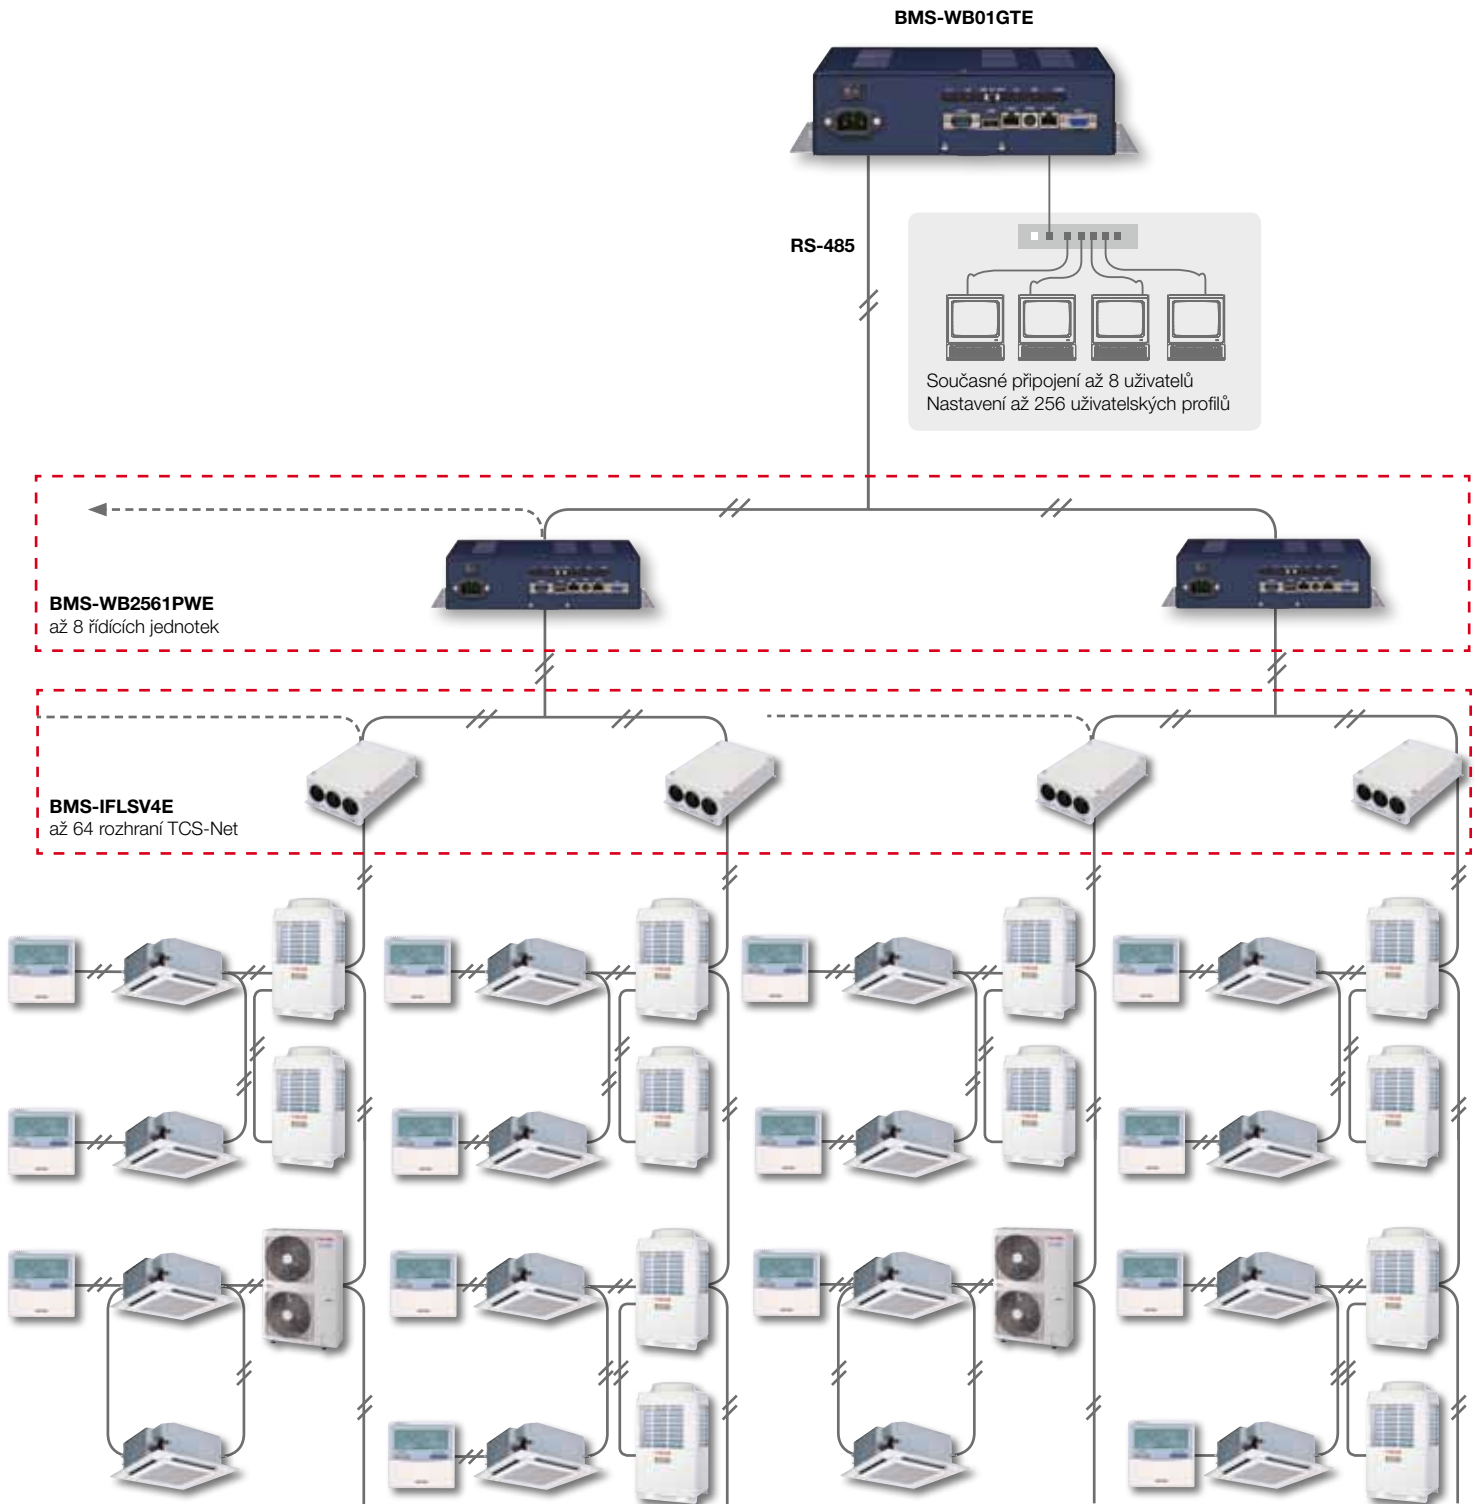 BMS-WB01GTE
RS-485
Současné připojení až 8 uživatelů
Nastavení až 256 uživatelských profilů
BMS-WB2561PWE
až 8 řídících jednotek
BMS-IFLSV4E
až 64 rozhraní TCS-Net